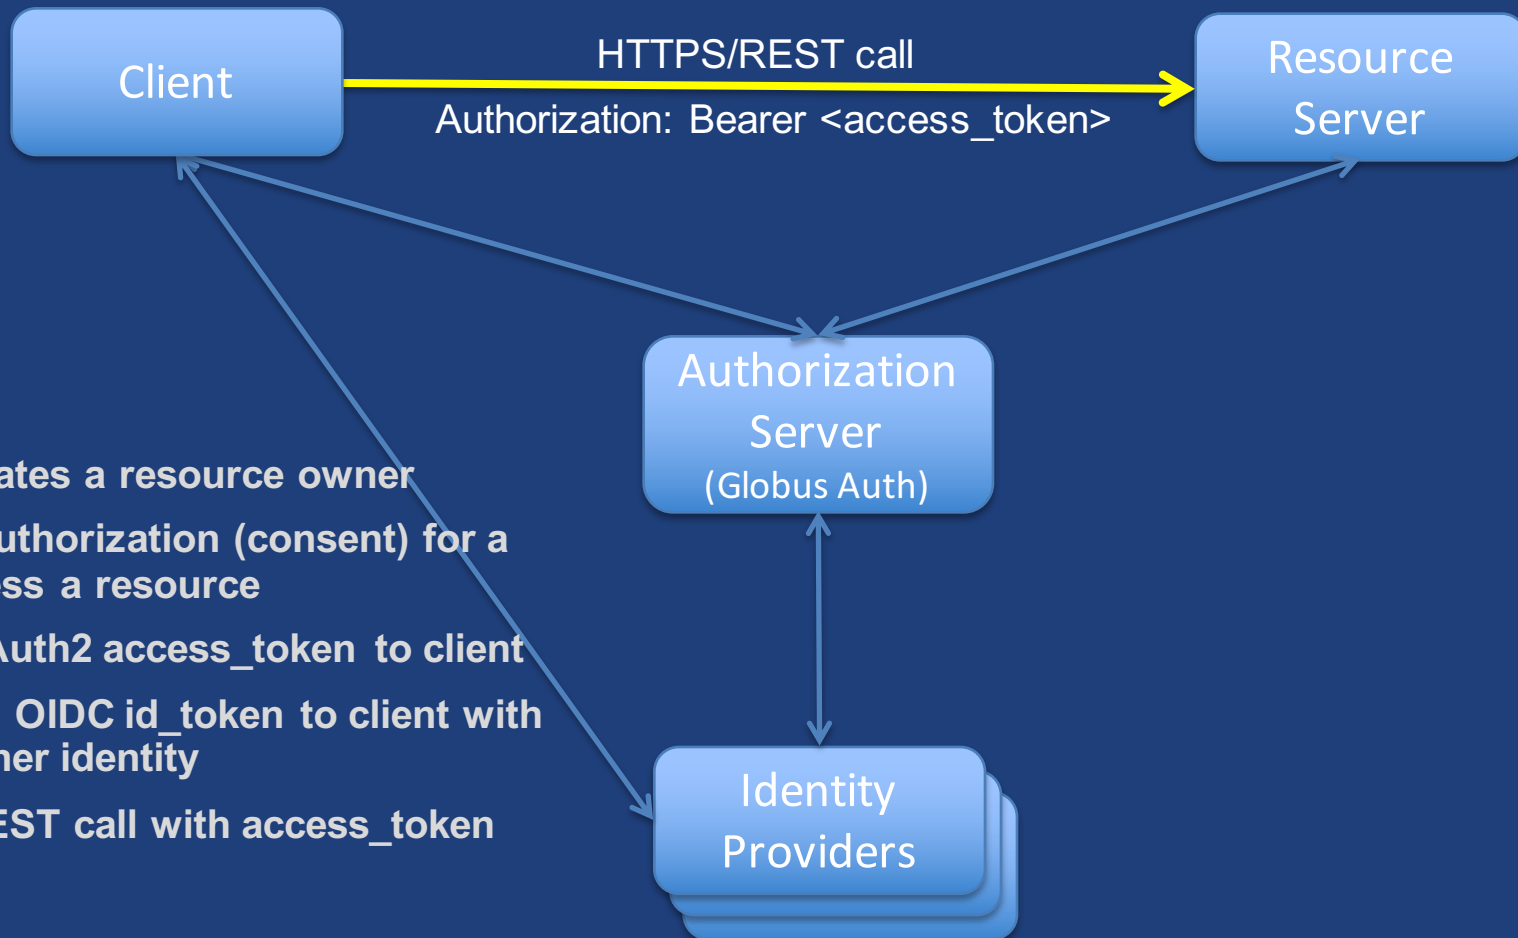 Client
HTTPS/REST call
Authorization: Bearer <access_token>
Resource
Server
Authorization
Server
(Globus Auth)
ates a resource owner
uthorization (consent) for a
ess a resource
Auth2 access_token to client
OIDC id_token to client with
ner identity
EST call with access_token
Identity
Providers